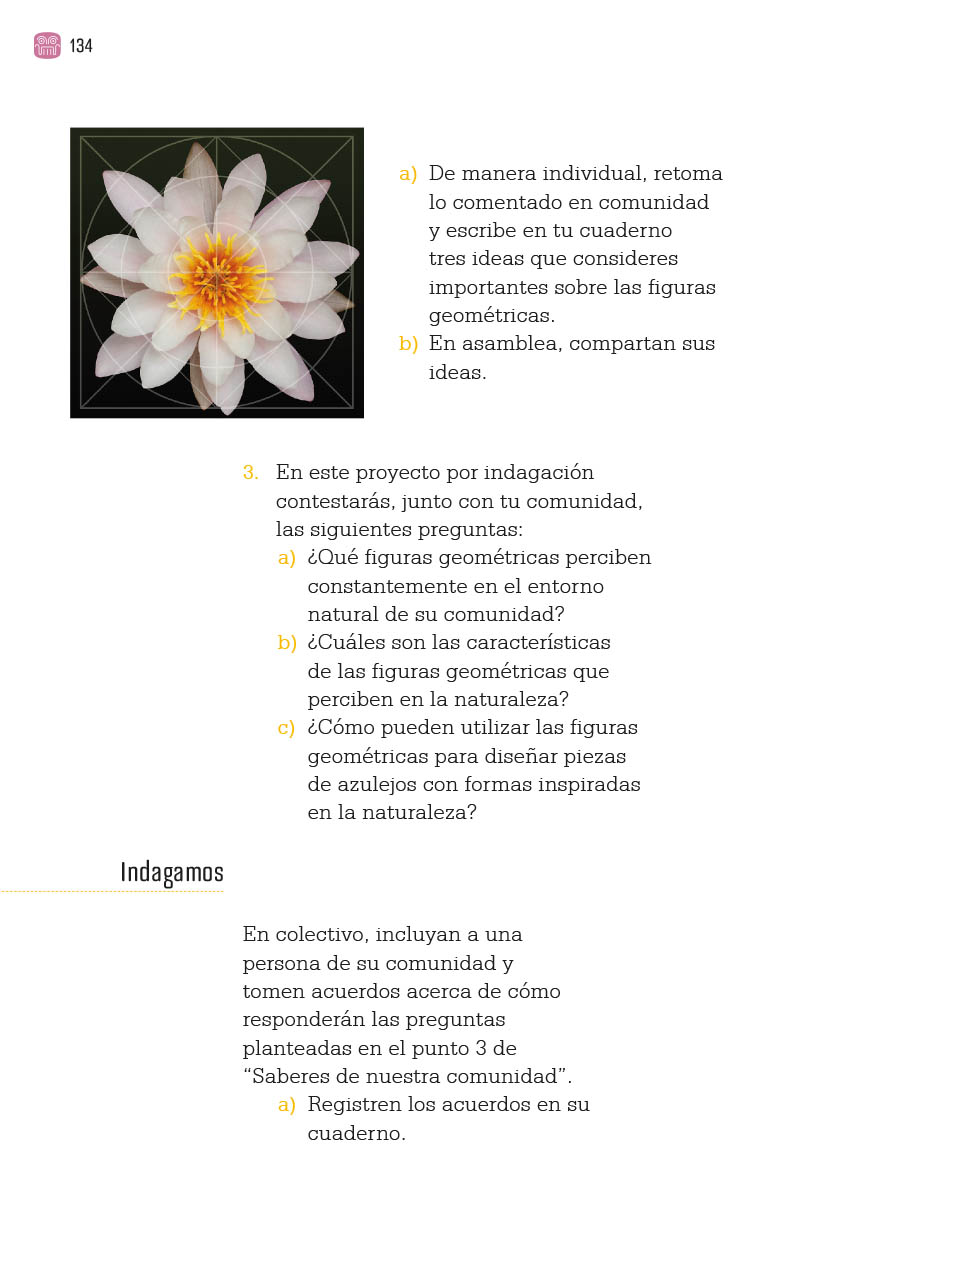 134
a) De manera individual, retoma
lo comentado en comunidad
y escribe en tu cuaderno
tres ideas que consideres
importantes sobre las figuras
geométricas.
b) En asamblea, compartan sus
ideas.
3. En este proyecto por indagación
contestarás, junto con tu comunidad,
las siguientes preguntas:
a) ¿Qué figuras geométricas perciben
constantemente en el entorno
natural de su comunidad?
b) ¿Cuáles son las características
de las figuras geométricas que
perciben en la naturaleza?
c) ¿Cómo pueden utilizar las figuras
geométricas para diseñar piezas
de azulejos con formas inspiradas
en la naturaleza?
Indagamos
En colectivo, incluyan a una
persona de su comunidad y
tomen acuerdos acerca de cómo
responderán las preguntas
planteadas en el punto 3 de
“Saberes de nuestra comunidad”.
a) Registren los acuerdos en su
cuaderno.